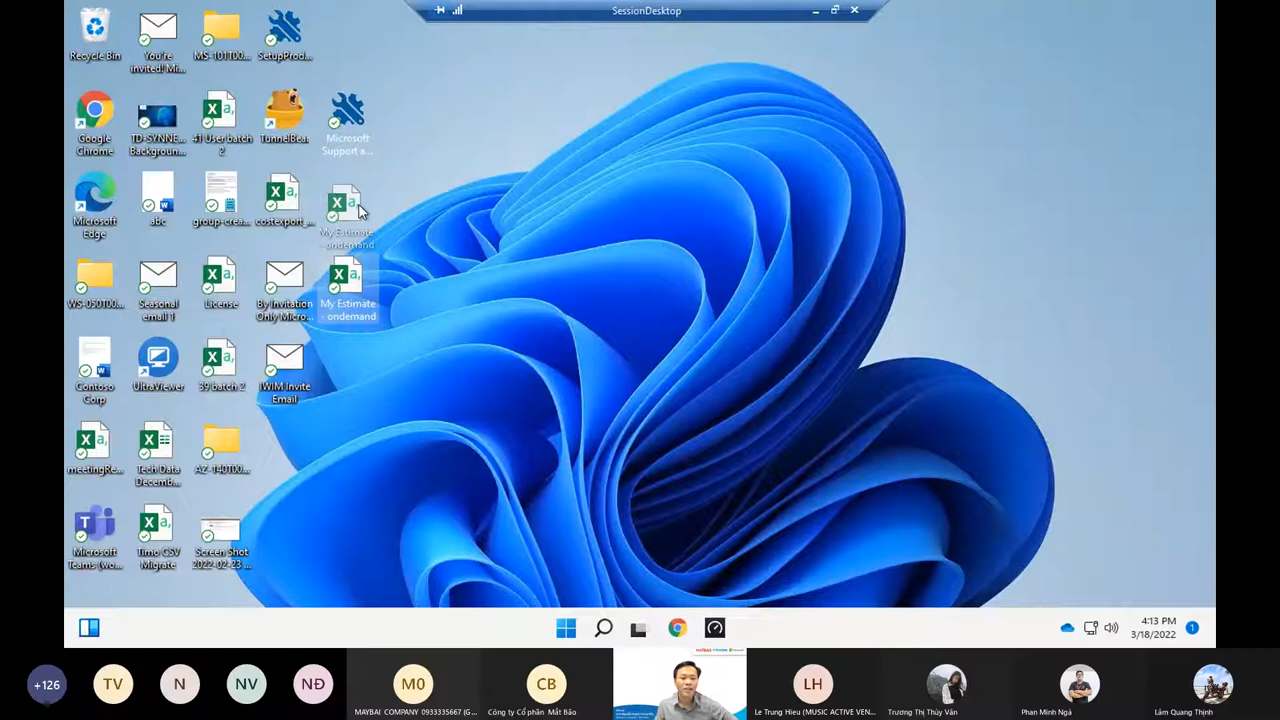 SessionDesktop
Recycle Bin
You're
invited! Mi...
MS-101T00...
SetupProd...
Google
Chrome
TD-SYNNE...
Backgroun...
41 User batch
2
TunnelBear
Microsoft
Support a...
Microsoft
Edge
abc
group-crea...
costexport_...
My Estimate
- ondemand
WS-050T00...
Seasonal
email 1
License
By Invitation
Only Micro...
My Estimate
- ondemand
Contoso
Corp
UltraViewer
39 batch 2
IWIM Invite
Email
meetingRe...
Tech Data
Decemb...
AZ-140T00...
Microsoft
Teams (wo...
Timo CSV
Migrate
Screen Shot
2022-02-23 ...
4:13 PM
3/18/2022
1
+126
TV
N
NV
NĐ
M0
CB
LH
MAYBAI COMPANY 0933335667 (G...
Công ty Cổ phần Mắt Bão
Le Trung Hieu (MUSIC ACTIVE VEN...
Trương Thị Thúy Vân
Phan Minh Ngà
Lâm Quang Thịnh